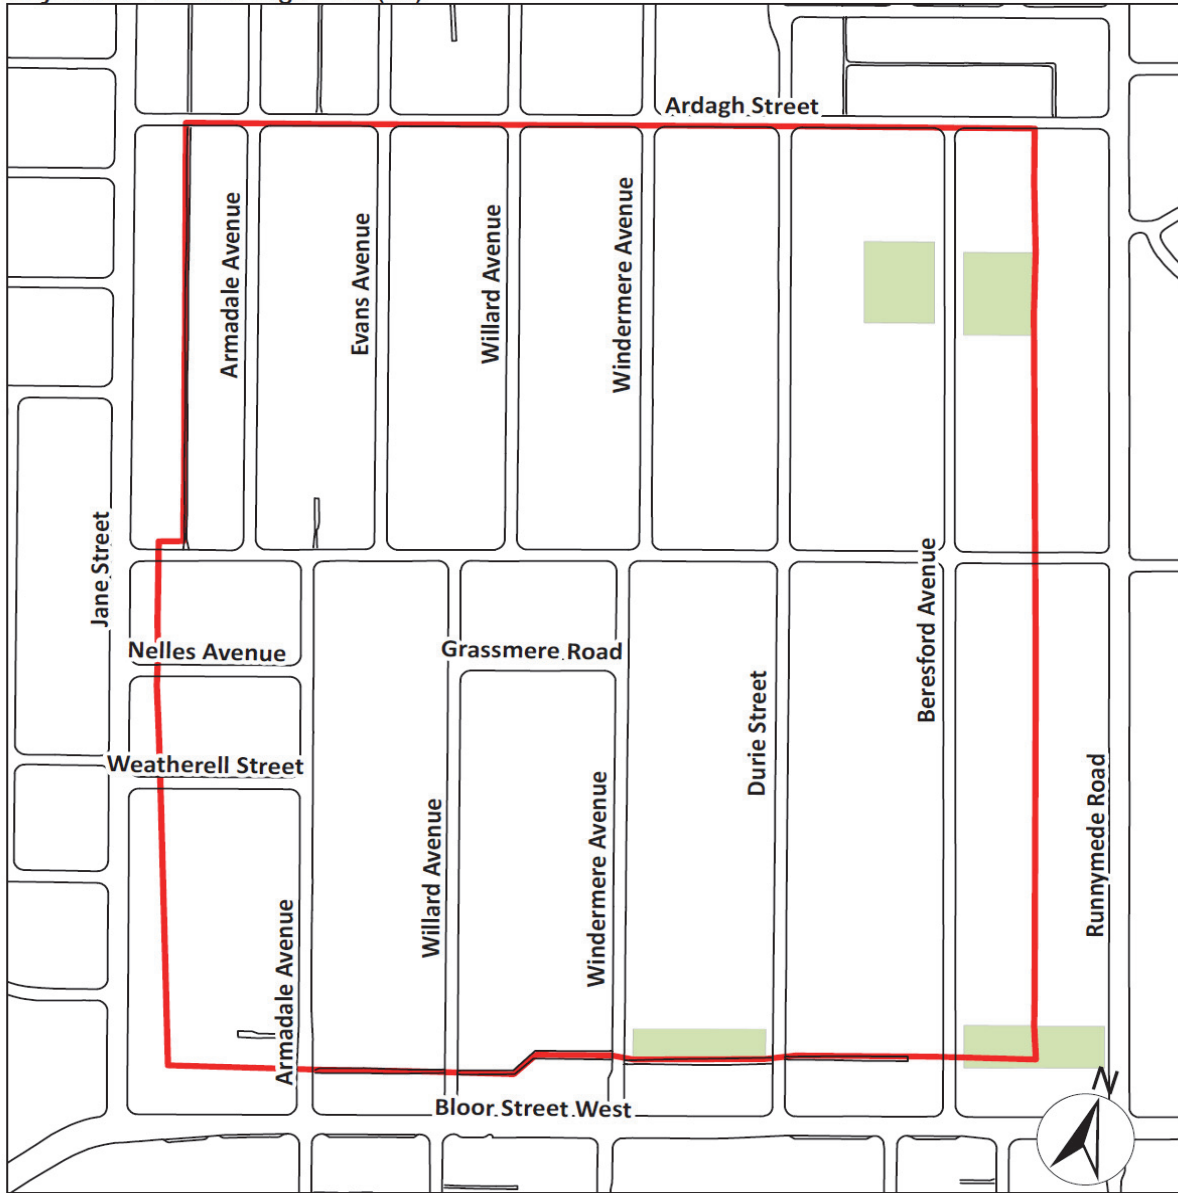 Ardagh Street
Armadale Avenue
Evans Avenue
Willard Avenue
Windermere Avenue
Jane Street
Nelles Avenue
Grassmere Road
Beresford Avenue
Durie Street
Weatherell Street
Runnymede Road
Willard Avenue
Windermere Avenue
Armadale Avenue
Bloor Street West
N